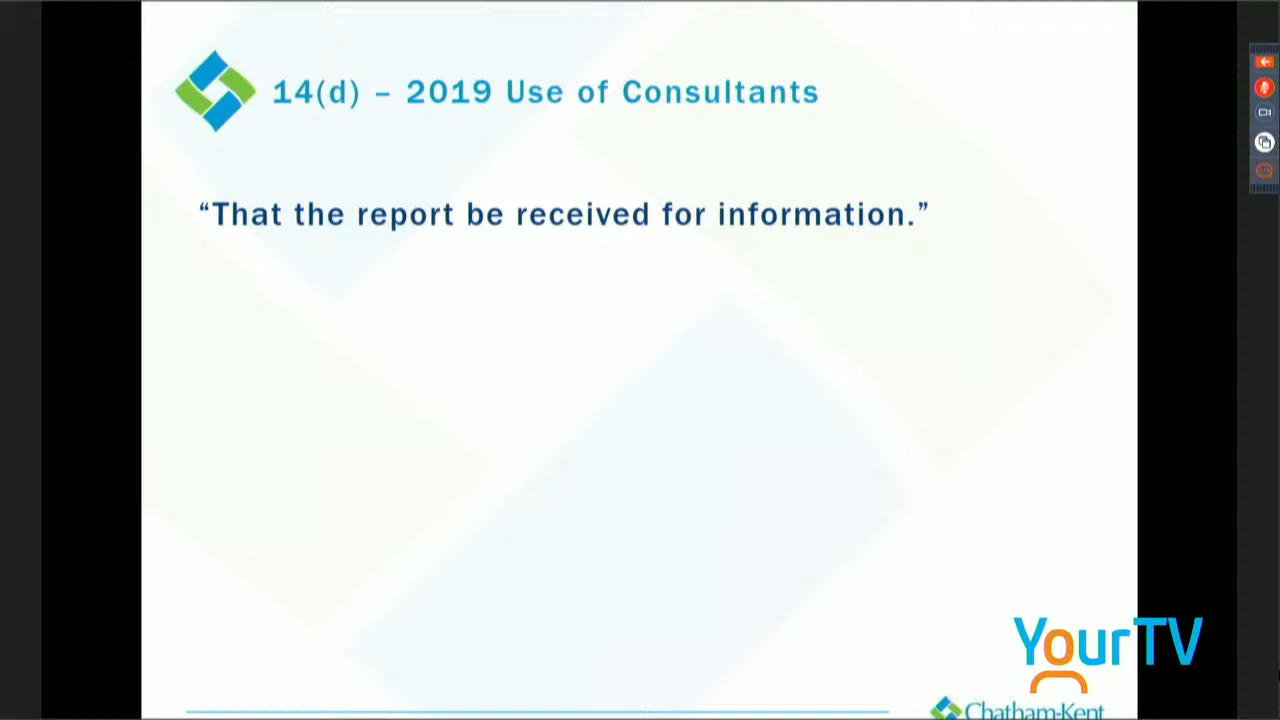 14(d) – 2019 Use of Consultants
“That the report be received for information.”
YourTV
Chatham-Kent